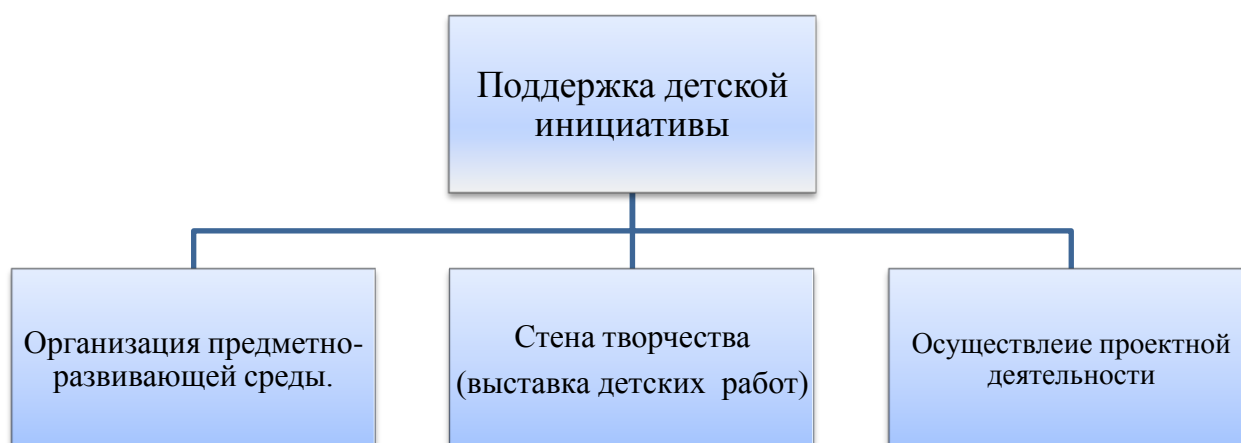 Поддержка детской
инициативы
Организация предметно-
развивающей среды.
Стена творчества
(выставка детских  работ)
Осуществлеие проектной
деятельности